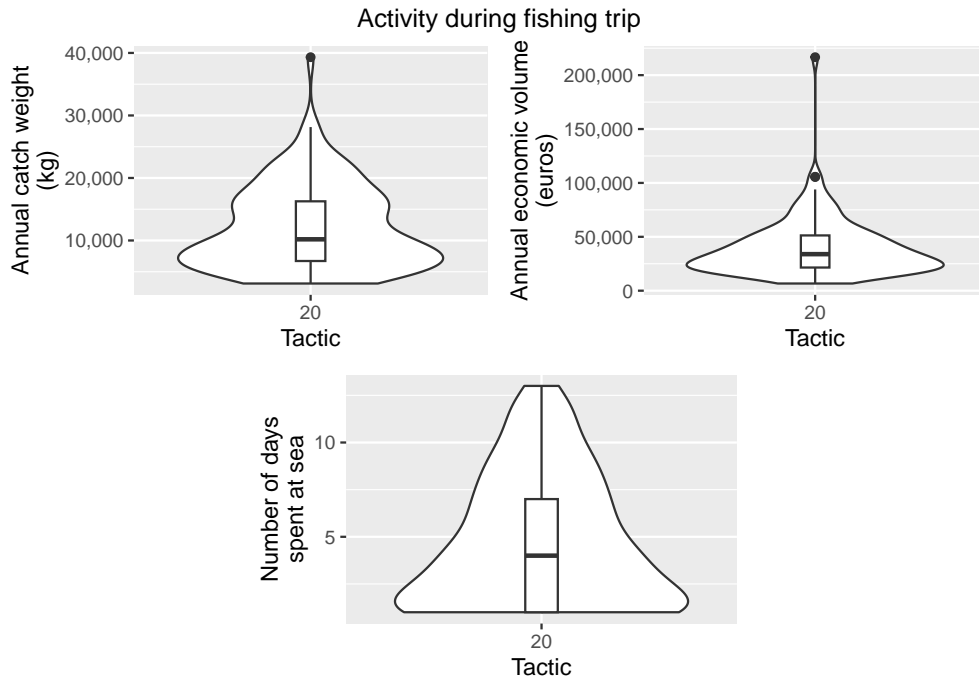 Activity during fishing trip
Annual catch weight
(kg)
40,000
30,000
20,000
10,000
20
Tactic
Annual economic volume
(euros)
200,000
150,000
100,000
50,000
0
20
Tactic
Number of days
spent at sea
10
5
20
Tactic